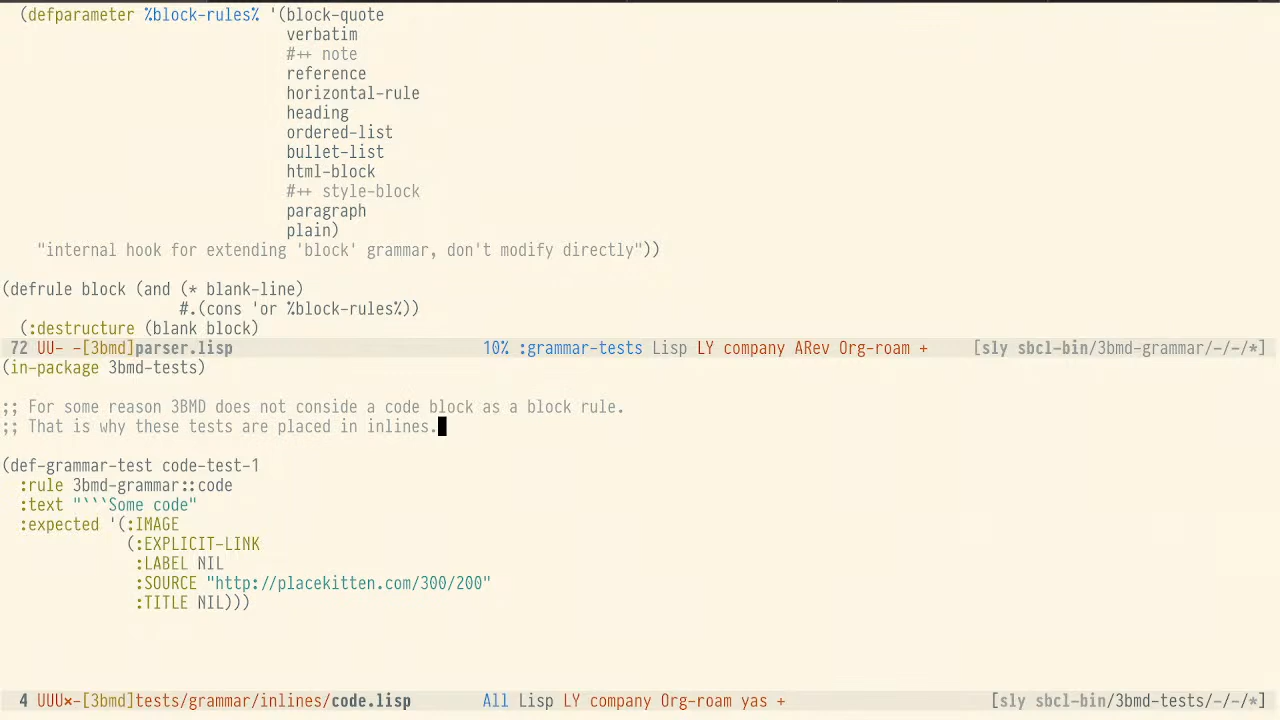 (defparameter %block-rules% '(block-quote
verbatim
#++ note
reference
horizontal-rule
heading
ordered-list
bullet-list
html-block
#++ style-block
paragraph
plain)
"internal hook for extending 'block' grammar, don't modify directly"))
(defrule block (and (* blank-line)
#.(cons 'or %block-rules%))
(:destructure (blank block)
72 UU- -[3bmd]parser.lisp 10% :grammar-tests Lisp LY company ARev Org-roam + [sly sbcl-bin/3bmd-grammar/-/-/*]
(in-package 3bmd-tests)
;; For some reason 3BMD does not conside a code block as a block rule.
;; That is why these tests are placed in inlines.
(def-grammar-test code-test-1
:rule 3bmd-grammar::code
:text "```Some code"
:expected '(:IMAGE
(:EXPLICIT-LINK
:LABEL NIL
:SOURCE "http://placekitten.com/300/200"
:TITLE NIL)))
4 UUU×-[3bmd]tests/grammar/inlines/code.lisp All Lisp LY company Org-roam yas + [sly sbcl-bin/3bmd-tests/-/-/*]